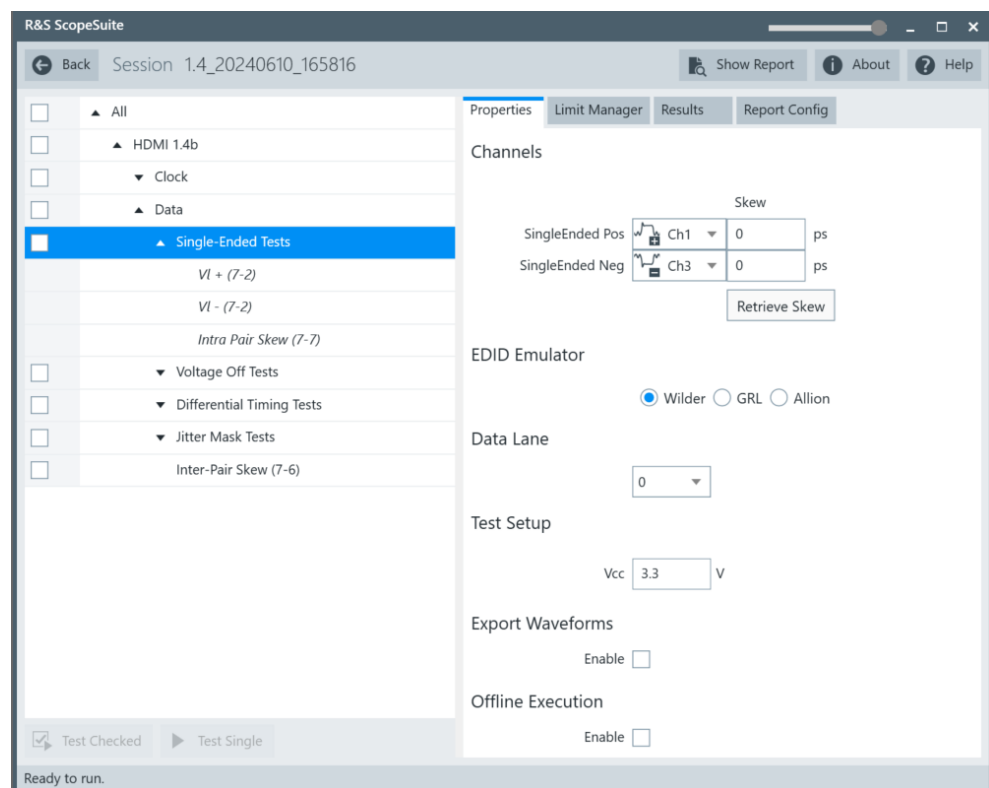 R&S ScopeSuite
Back Session 1.4_20240610_165816 Show Report About Help
All
HDMI 1.4b
Clock
Data
Single-Ended Tests
Vl + (7-2)
Vl - (7-2)
Intra Pair Skew (7-7)
Voltage Off Tests
Differential Timing Tests
Jitter Mask Tests
Inter-Pair Skew (7-6)
Test Checked Test Single
Properties Limit Manager Results Report Config
Channels
Skew
SingleEnded Pos Ch1 0 ps
SingleEnded Neg Ch3 0 ps
Retrieve Skew
EDID Emulator
Wilder GRL Allion
Data Lane
0
Test Setup
Vcc 3.3 V
Export Waveforms
Enable
Offline Execution
Enable
Ready to run.